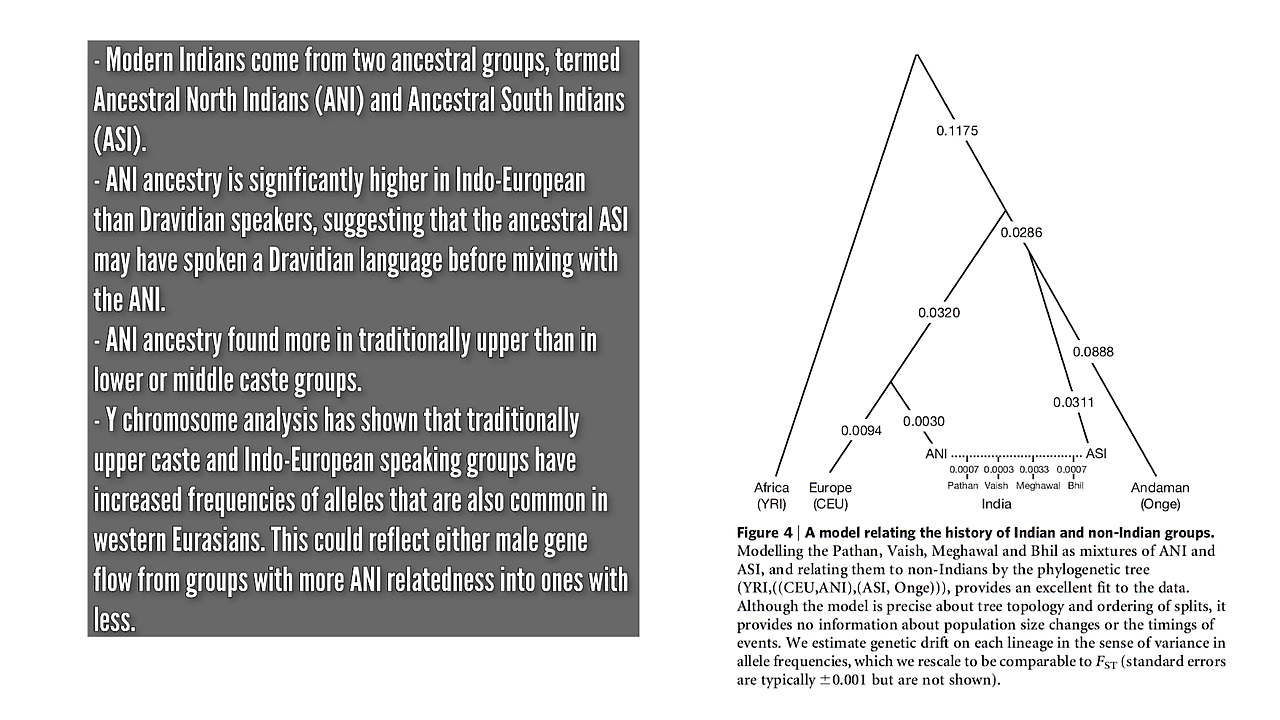 - Modern Indians come from two ancestral groups, termed
Ancestral North Indians (ANI) and Ancestral South Indians
(ASI).
- ANI ancestry is significantly higher in Indo-European
than Dravidian speakers, suggesting that the ancestral ASI
may have spoken a Dravidian language before mixing with
the ANI.
- ANI ancestry found more in traditionally upper than in
lower or middle caste groups.
- Y chromosome analysis has shown that traditionally
upper caste and Indo-European speaking groups have
increased frequencies of alleles that are also common in
western Eurasians. This could reflect either male gene
flow from groups with more ANI relatedness into ones with
less.
0.1175
0.0286
0.0320
0.0888
0.0311
0.0094
0.0030
ANI
ASI
0.0007 0.0003 0.0033 0.0007
Pathan Vaish Meghawal Bhil
Africa
(YRI)
Europe
(CEU)
India
Andaman
(Onge)
Figure 4 | A model relating the history of Indian and non-Indian groups.
Modelling the Pathan, Vaish, Meghawal and Bhil as mixtures of ANI and
ASI, and relating them to non-Indians by the phylogenetic tree
(YRI,((CEU,ANI),(ASI, Onge))), provides an excellent fit to the data.
Although the model is precise about tree topology and ordering of splits, it
provides no information about population size changes or the timings of
events. We estimate genetic drift on each lineage in the sense of variance in
allele frequencies, which we rescale to be comparable to FST (standard errors
are typically ±0.001 but are not shown).